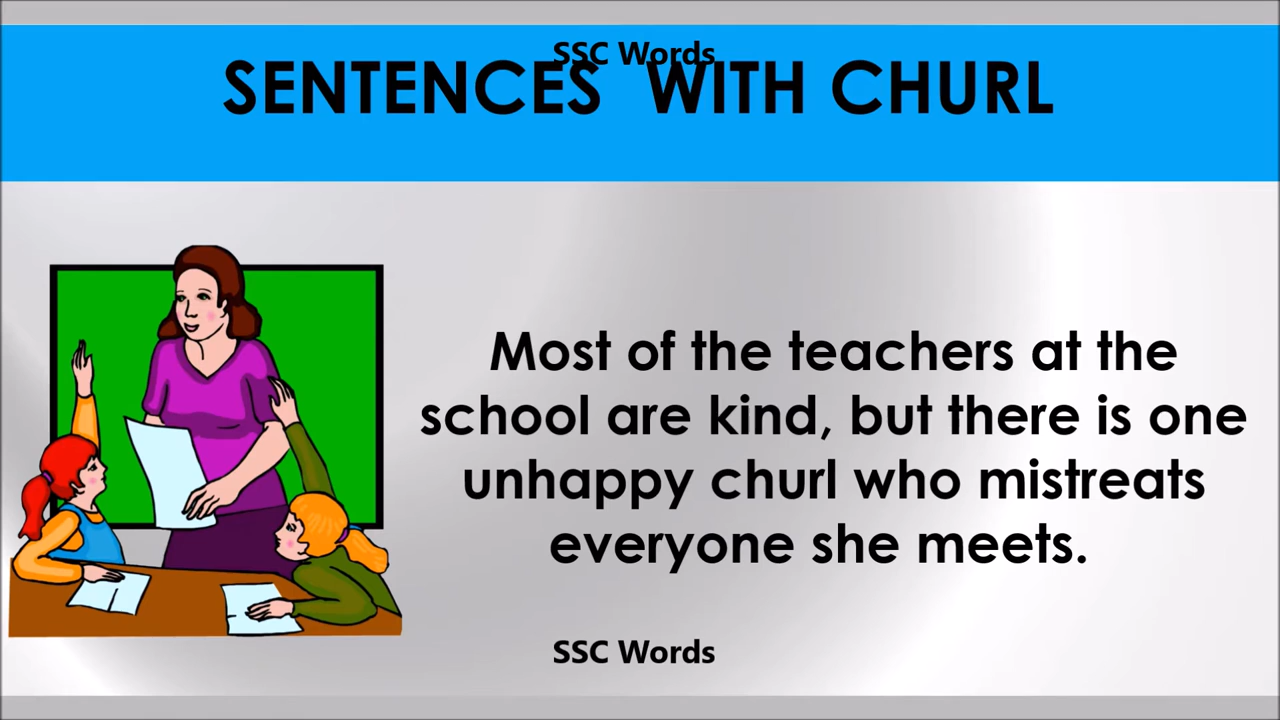 SSC Words
SENTENCES WITH CHURL
Most of the teachers at the
school are kind, but there is one
unhappy churl who mistreats
everyone she meets.
SSC Words